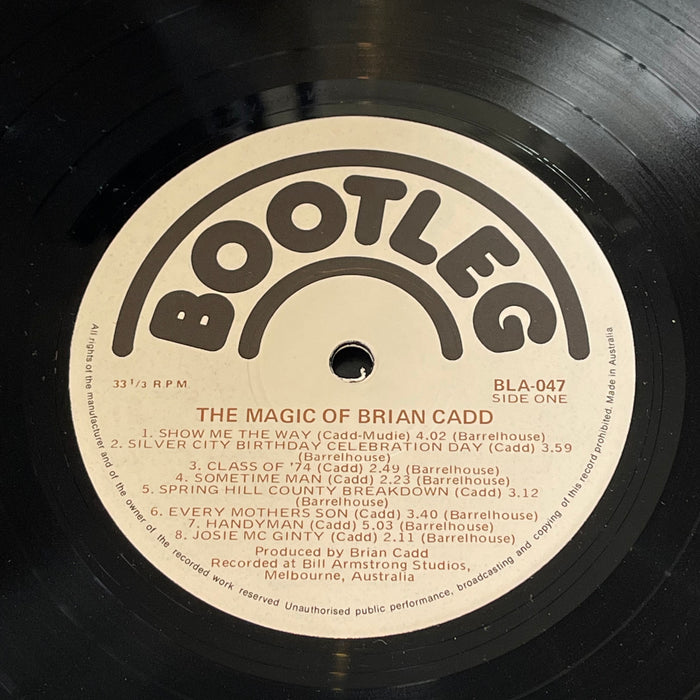 BOOTLEG
33 1/3 RPM
BLA-047
SIDE ONE
THE MAGIC OF BRIAN CADD
1. SHOW ME THE WAY (Cadd-Mudie) 4.02 (Barrelhouse)
2. SILVER CITY BIRTHDAY CELEBRATION DAY (Cadd) 3.59
(Barrelhouse)
3. CLASS OF '74 (Cadd) 2.49 (Barrelhouse)
4. SOMETIME MAN (Cadd) 2.23 (Barrelhouse)
5. SPRING HILL COUNTY BREAKDOWN (Cadd) 3.12
(Barrelhouse)
6. EVERY MOTHERS SON (Cadd) 3.40 (Barrelhouse)
7. HANDYMAN (Cadd) 5.03 (Barrelhouse)
8. JOSIE MC GINTY (Cadd) 2.11 (Barrelhouse)
Produced by Brian Cadd
Recorded at Bill Armstrong Studios,
Melbourne, Australia
All rights of the manufacturer and of the owner of the recorded work reserved Unauthorised public performance, broadcasting and copying of this record prohibited. Made in Australia